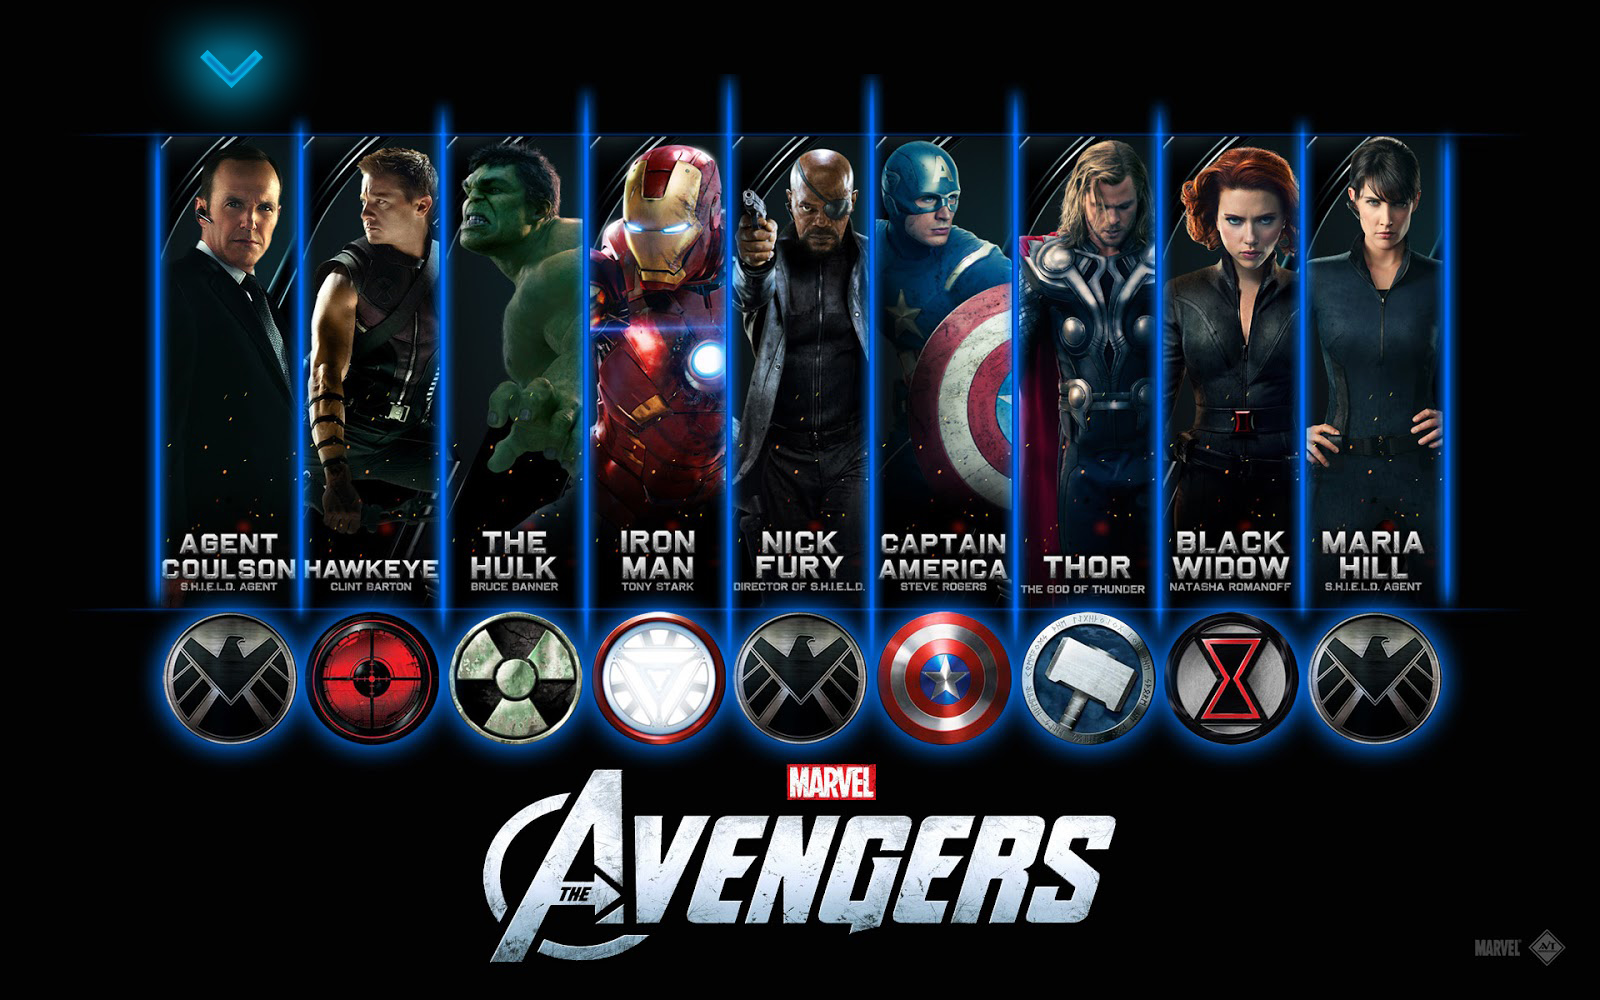 AGENT
COULSON
S.H.I.E.L.D. AGENT
HAWKEYE
CLINT BARTON
THE
HULK
BRUCE BANNER
IRON
MAN
TONY STARK
NICK
FURY
DIRECTOR OF S.H.I.E.L.D.
CAPTAIN
AMERICA
STEVE ROGERS
THOR
THE GOD OF THUNDER
BLACK
WIDOW
NATASHA ROMANOFF
MARIA
HILL
S.H.I.E.L.D. AGENT
MARVEL
THE AVENGERS
MARVEL